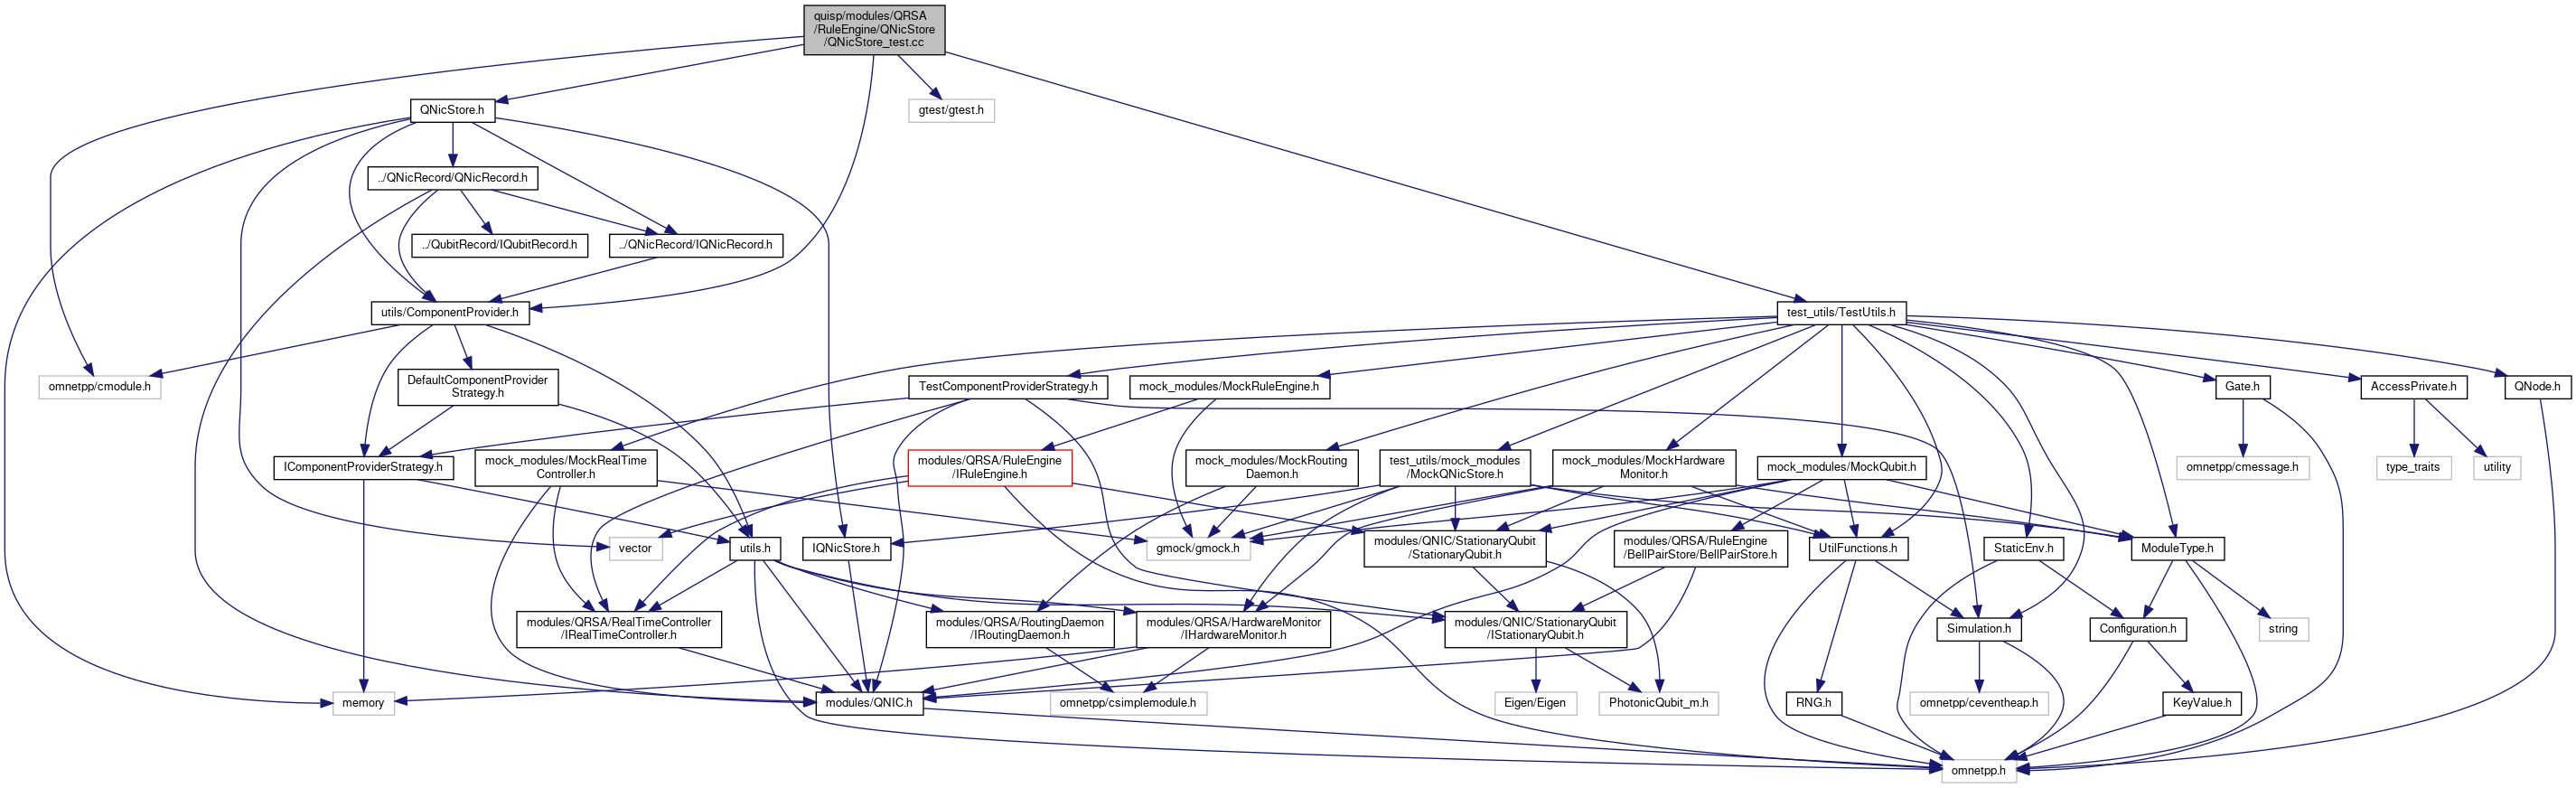 quisp/modules/QRSA
/RuleEngine/QNicStore
/QNicStore_test.cc
QNicStore.h
gtest/gtest.h
../QNicRecord/QNicRecord.h
../QubitRecord/IQubitRecord.h
../QNicRecord/IQNicRecord.h
utils/ComponentProvider.h
test_utils/TestUtils.h
omnetpp/cmodule.h
DefaultComponentProvider
Strategy.h
TestComponentProviderStrategy.h
mock_modules/MockRuleEngine.h
Gate.h
AccessPrivate.h
QNode.h
IComponentProviderStrategy.h
mock_modules/MockRealTime
Controller.h
modules/QRSA/RuleEngine
/IRuleEngine.h
mock_modules/MockRouting
Daemon.h
test_utils/mock_modules
/MockQNicStore.h
mock_modules/MockHardware
Monitor.h
mock_modules/MockQubit.h
omnetpp/cmessage.h
type_traits
utility
vector
utils.h
IQNicStore.h
gmock/gmock.h
modules/QNIC/StationaryQubit
/StationaryQubit.h
modules/QRSA/RuleEngine
/BellPairStore/BellPairStore.h
UtilFunctions.h
StaticEnv.h
ModuleType.h
modules/QRSA/RealTimeController
/IRealTimeController.h
modules/QRSA/RoutingDaemon
/IRoutingDaemon.h
modules/QRSA/HardwareMonitor
/IHardwareMonitor.h
modules/QNIC/StationaryQubit
/IStationaryQubit.h
Simulation.h
Configuration.h
string
memory
modules/QNIC.h
omnetpp/csimplemodule.h
Eigen/Eigen
PhotonicQubit_m.h
RNG.h
omnetpp/ceventheap.h
KeyValue.h
omnetpp.h